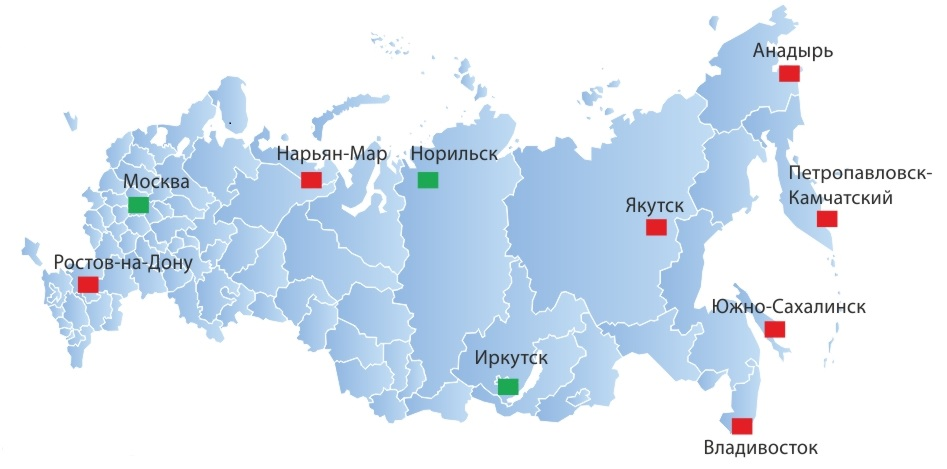 Анадырь
Нарьян-Мар
Норильск
Петропавловск-
Камчатский
Москва
Якутск
Ростов-на-Дону
Южно-Сахалинск
Иркутск
Владивосток